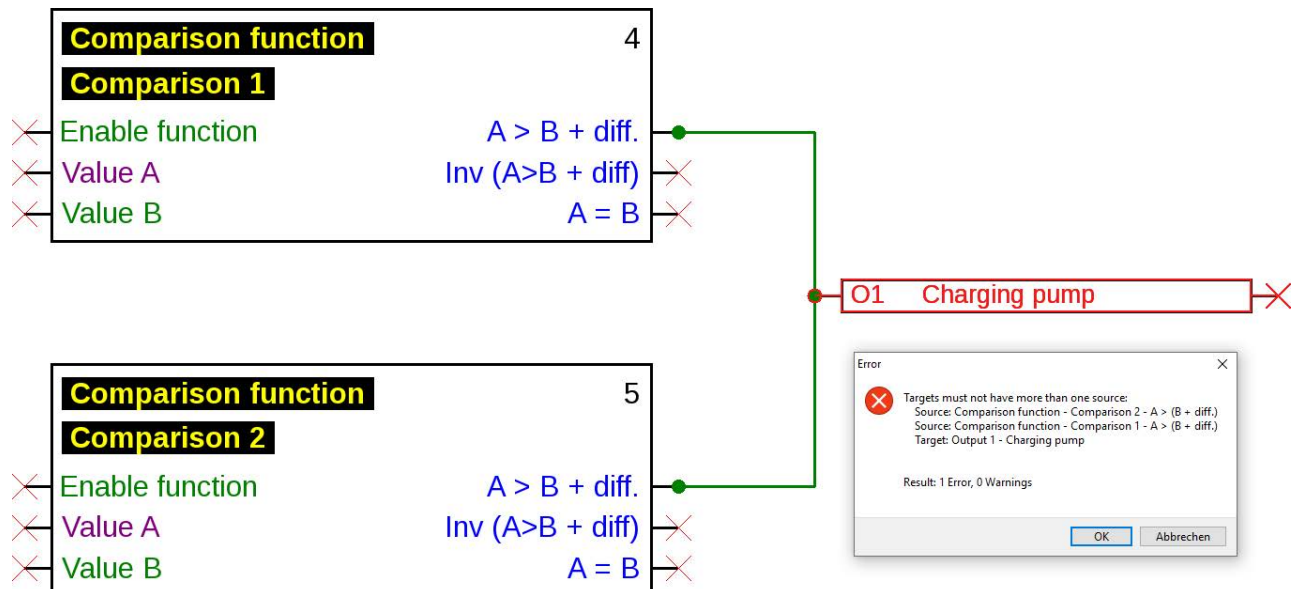 Comparison function 4
Comparison 1
Enable function A > B + diff.
Value A Inv (A>B + diff)
Value B A = B
O1 Charging pump
Error
Targets must not have more than one source:
Source: Comparison function - Comparison 2 - A > (B + diff.)
Source: Comparison function - Comparison 1 - A > (B + diff.)
Target: Output 1 - Charging pump
Result: 1 Error, 0 Warnings
OK Abbrechen
Comparison function 5
Comparison 2
Enable function A > B + diff.
Value A Inv (A>B + diff)
Value B A = B